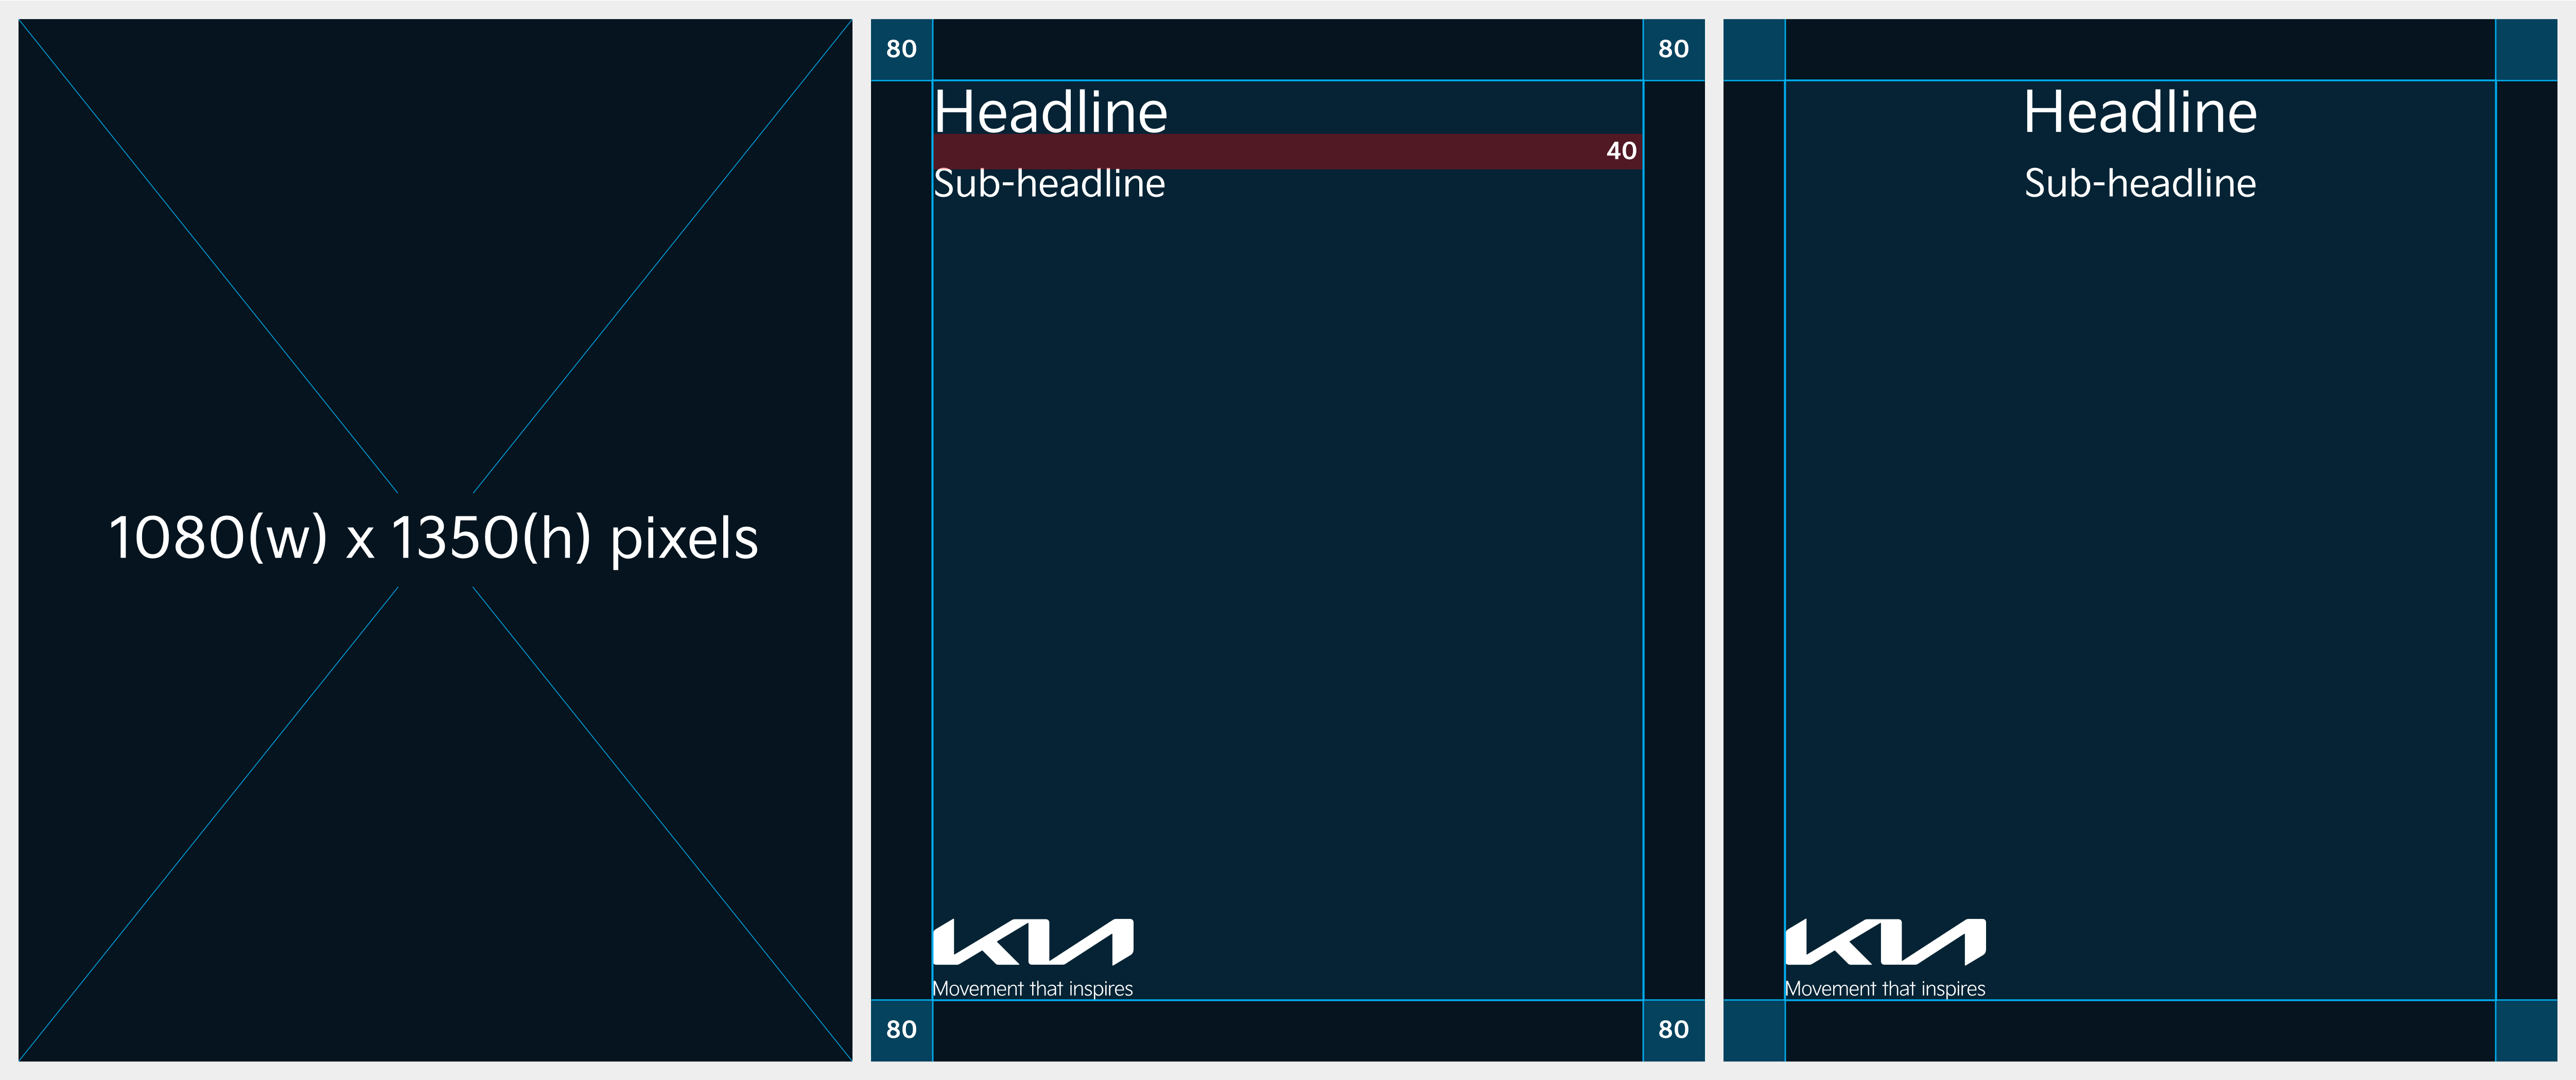 1080(w) x 1350(h) pixels
80
80
Headline
40
Sub-headline
KIA
Movement that inspires
80
80
Headline
Sub-headline
KIA
Movement that inspires